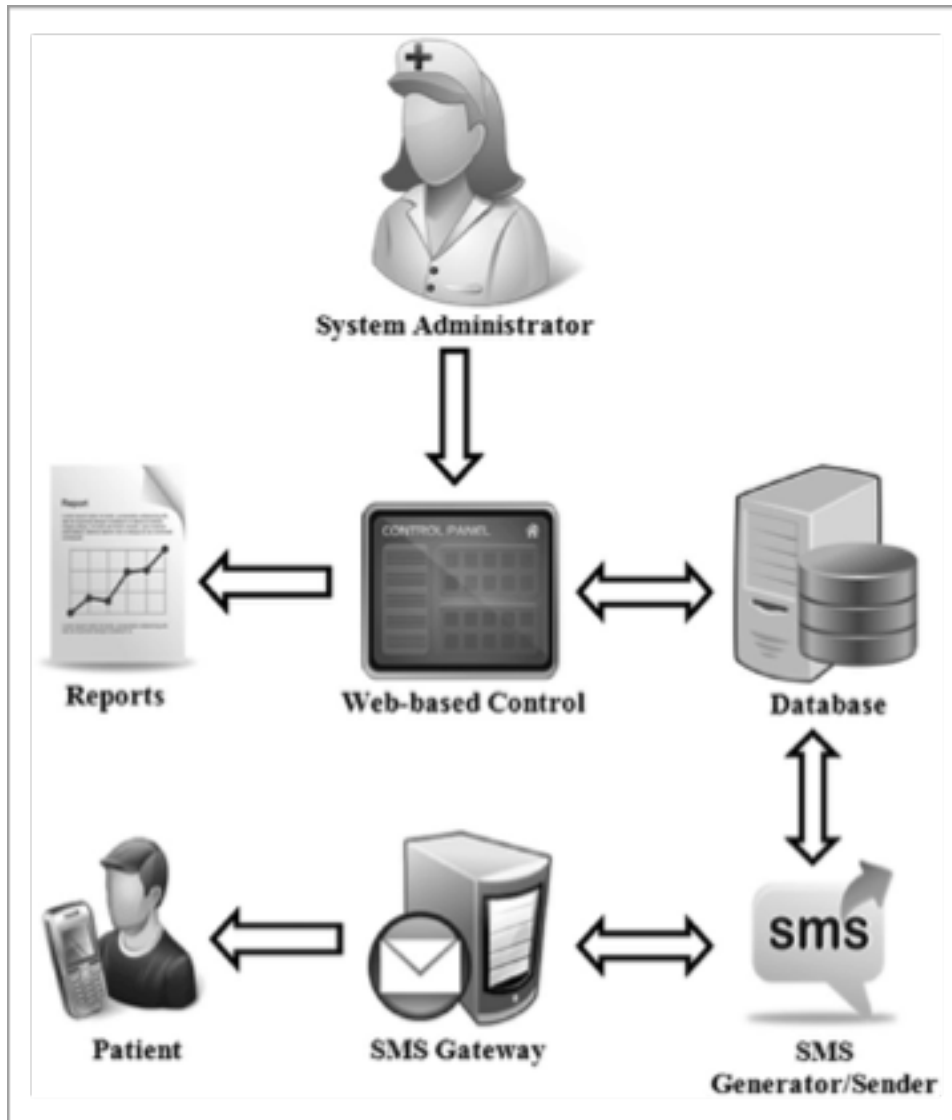 System Administrator
Report
CONTROL PANEL
Reports
Web-based Control
Database
sms
Patient
SMS Gateway
SMS
Generator/Sender